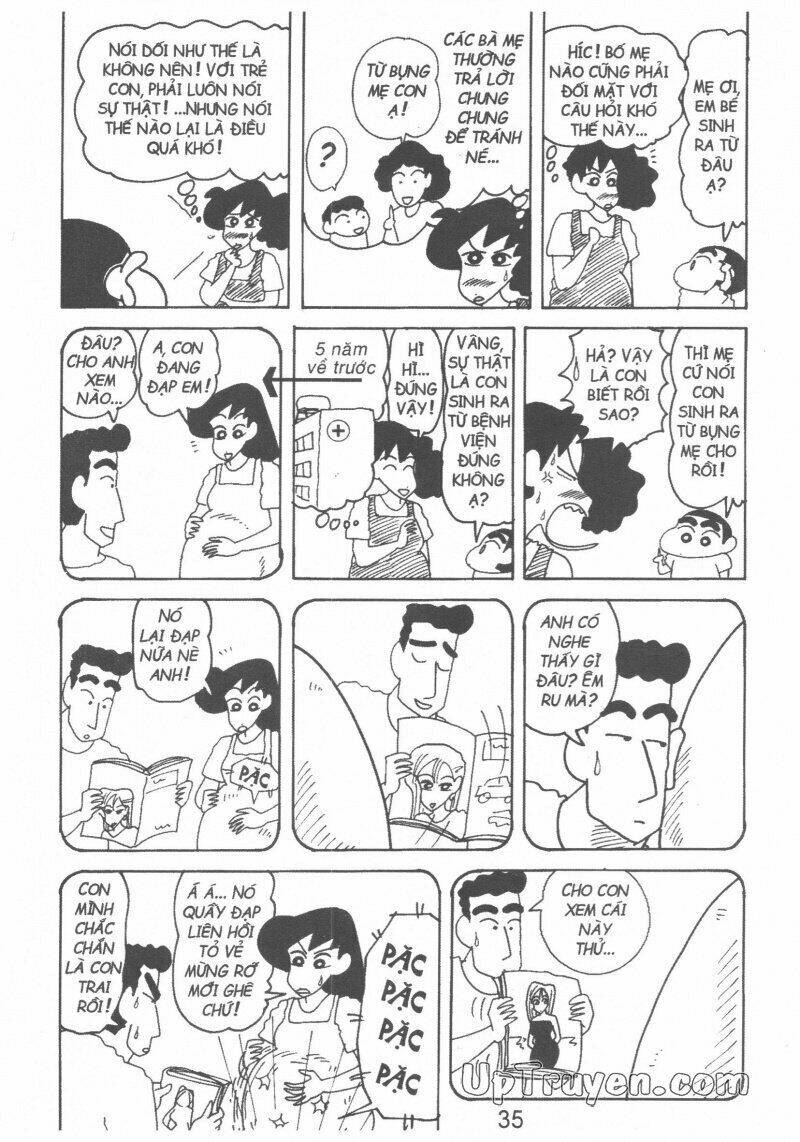 MẸ ƠI,
EM BÉ
SINH
RA TỪ
ĐÂU
Ạ?
HÍC! BỐ MẸ
NÀO CŨNG PHẢI
ĐỐI MẶT VỚI
CÂU HỎI KHÓ
THẾ NÀY...
CÁC BÀ MẸ
THƯỜNG
TRẢ LỜI
CHUNG
CHUNG
ĐỂ TRÁNH
NÉ...
TỪ BỤNG
MẸ CON
Ạ!
?
NÓI DỐI NHƯ THẾ LÀ
KHÔNG NÊN! VỚI TRẺ
CON, PHẢI LUÔN NÓI
SỰ THẬT! ...NHƯNG NÓI
THẾ NÀO LẠI LÀ ĐIỀU
QUÁ KHÓ!
THÌ MẸ
CỨ NÓI
CON
SINH RA
TỪ BỤNG
MẸ CHO
RỒI!
HẢ? VẬY
LÀ CON
BIẾT RỒI
SAO?
VÂNG,
SỰ THẬT
LÀ CON
SINH RA
TỪ BỆNH
VIỆN
ĐÚNG
KHÔNG
Ạ?
HÌ
HÌ...
ĐÚNG
VẬY!
5 năm
về trước
A, CON
ĐANG
ĐẠP EM!
ĐÂU?
CHO ANH
XEM
NÀO...
ANH CÓ
NGHE
THẤY GÌ
ĐÂU? ÊM
RU MÀ?
NÓ
LẠI ĐẠP
NỮA NÈ
ANH!
PẶC
CHO CON
XEM CÁI
NÀY
THỬ...
PẶC
PẶC
PẶC
PẶC
Á Á... NÓ
QUẪY ĐẠP
LIÊN HỒI
TỎ VẺ
MỪNG RỠ
MỚI GHÊ
CHỨ!
CON
MÌNH
CHẮC
CHẮN
LÀ CON
TRAI
RỒI!
UpTruyen.com
35